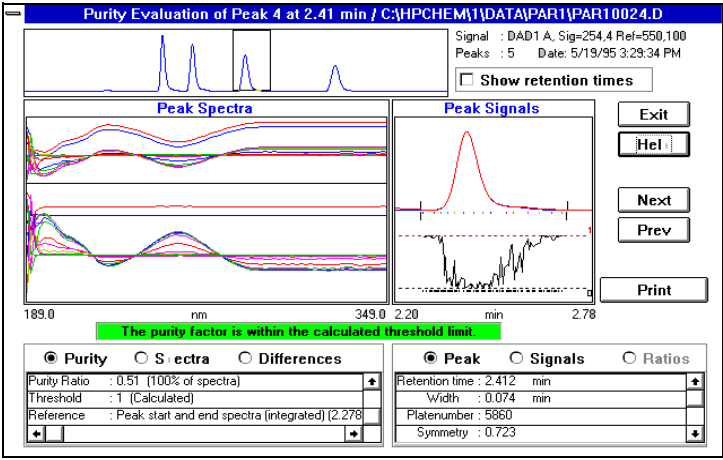 Purity Evaluation of Peak 4 at 2.41 min / C:\HPCHEM\1\DATA\PAR1\PAR10024.D
Signal : DAD1 A, Sig=254,4 Ref=550,100
Peaks : 5 Date: 5/19/95 3:29:34 PM
Show retention times
Peak Spectra
Peak Signals
Exit
Hel
Next
Prev
Print
1
0
189.0 nm 349.0
2.20 min 2.78
The purity factor is within the calculated threshold limit.
Purity S ectra Differences
Purity Ratio : 0.51 (100% of spectra)
Threshold : 1 (Calculated)
Reference : Peak start and end spectra (integrated) (2.278
Peak Signals Ratios
Retention time : 2.412 min
Width : 0.074 min
Platenumber : 5860
Symmetry : 0.723